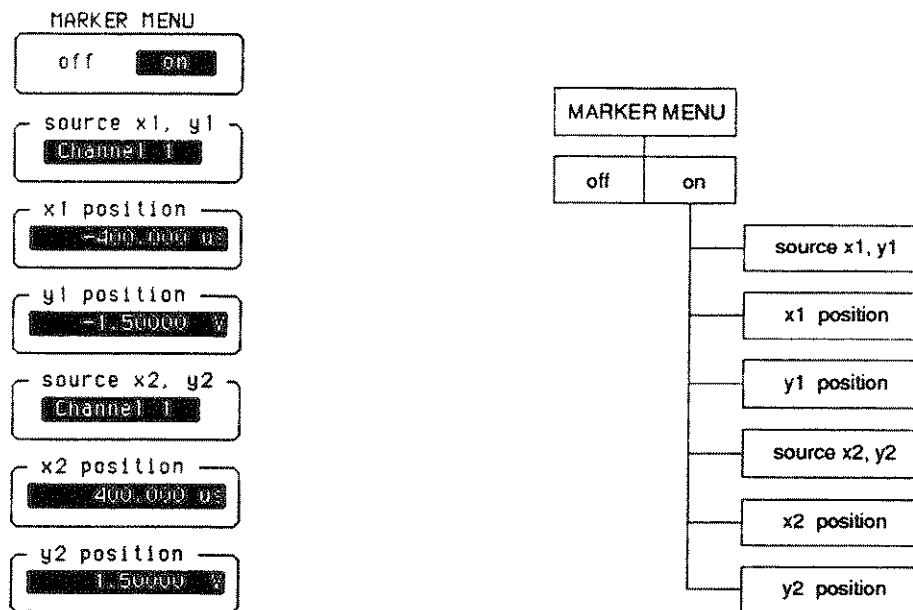 MARKER MENU
off on
source x1, y1
Channel 1
x1 position
-400.000
y1 position
-1.50000 V
source x2, y2
Channel 1
x2 position
400.000
y2 position
1.50000 V
MARKER MENU
off on
source x1, y1
x1 position
y1 position
source x2, y2
x2 position
y2 position